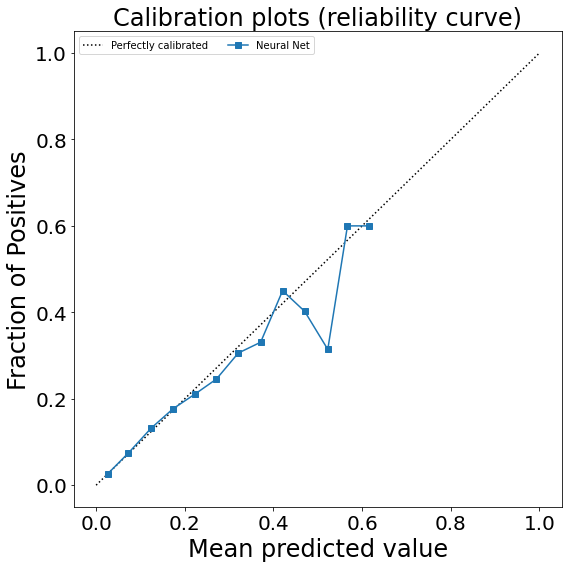 Calibration plots (reliability curve)
Perfectly calibrated
Neural Net
Fraction of Positives
1.0
0.8
0.6
0.4
0.2
0.0
0.0 0.2 0.4 0.6 0.8 1.0
Mean predicted value